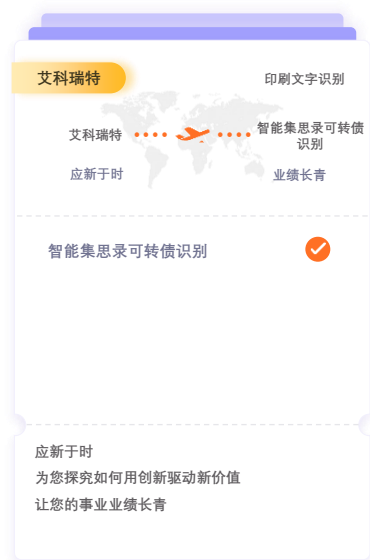 艾科瑞特
印刷文字识别
艾科瑞特
智能集思录可转债
识别
应新于时
业绩长青
智能集思录可转债识别
应新于时
为您探究如何用创新驱动新价值
让您的事业业绩长青